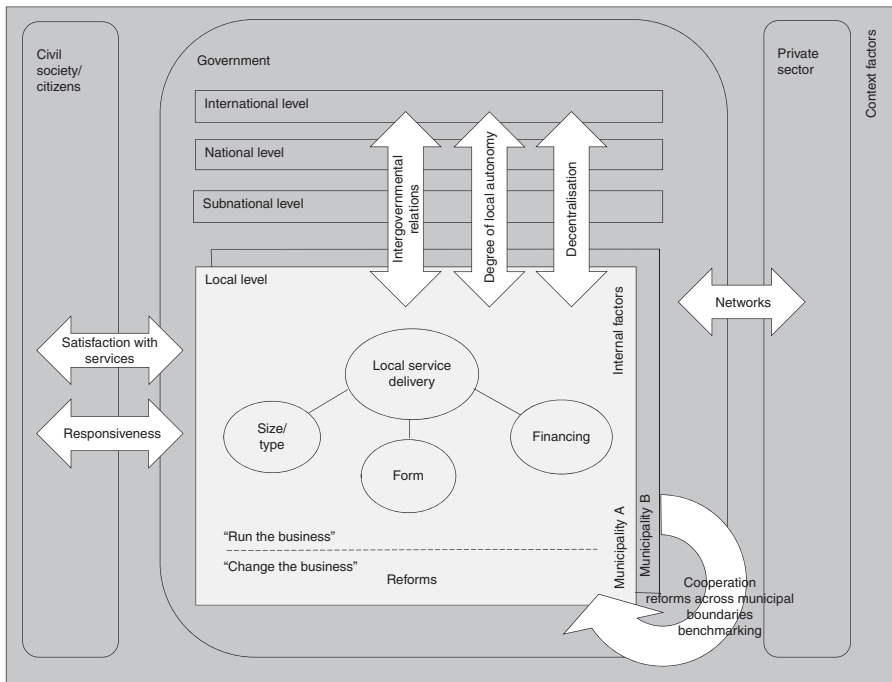 Civil
society/
citizens
Government
Private
sector
Context factors
International level
National level
Subnational level
Intergovernmental
relations
Degree of local autonomy
Decentralisation
Local level
Internal factors
Networks
Satisfaction with
services
Responsiveness
Local service
delivery
Size/
type
Form
Financing
“Run the business”
“Change the business”
Reforms
Municipality A
Municipality B
Cooperation
reforms across municipal
boundaries
benchmarking